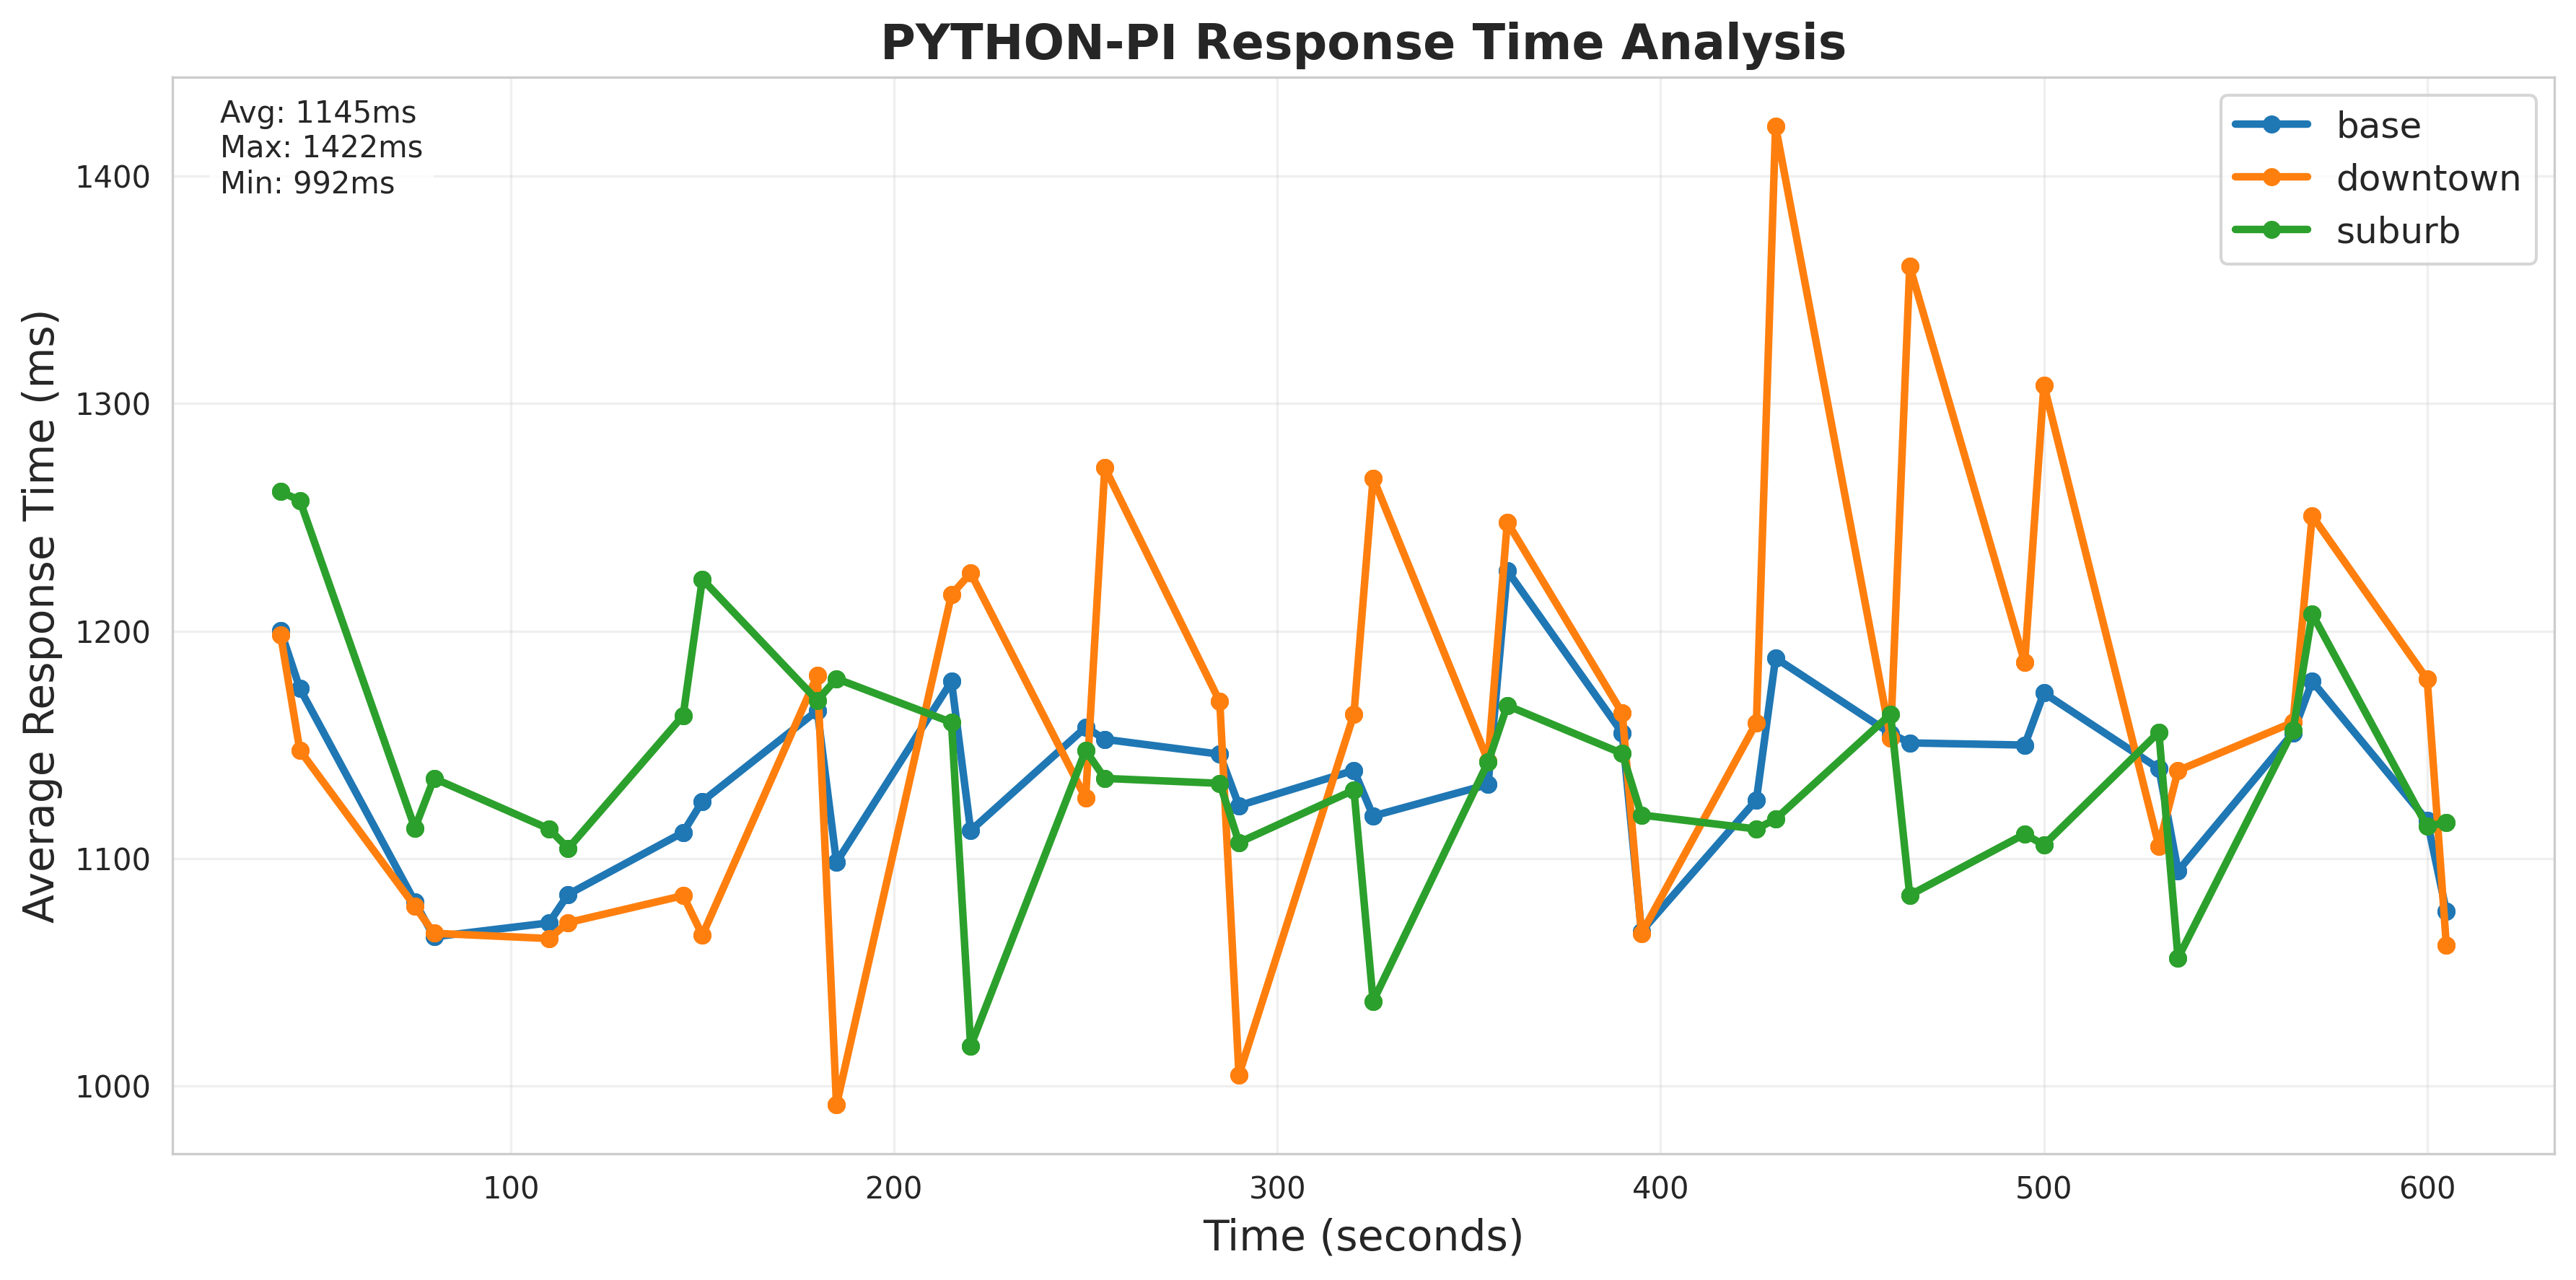 PYTHON-PI Response Time Analysis
Avg: 1145ms
Max: 1422ms
Min: 992ms
base
downtown
suburb
Average Response Time (ms)
1400
1300
1200
1100
1000
100
200
300
400
500
600
Time (seconds)